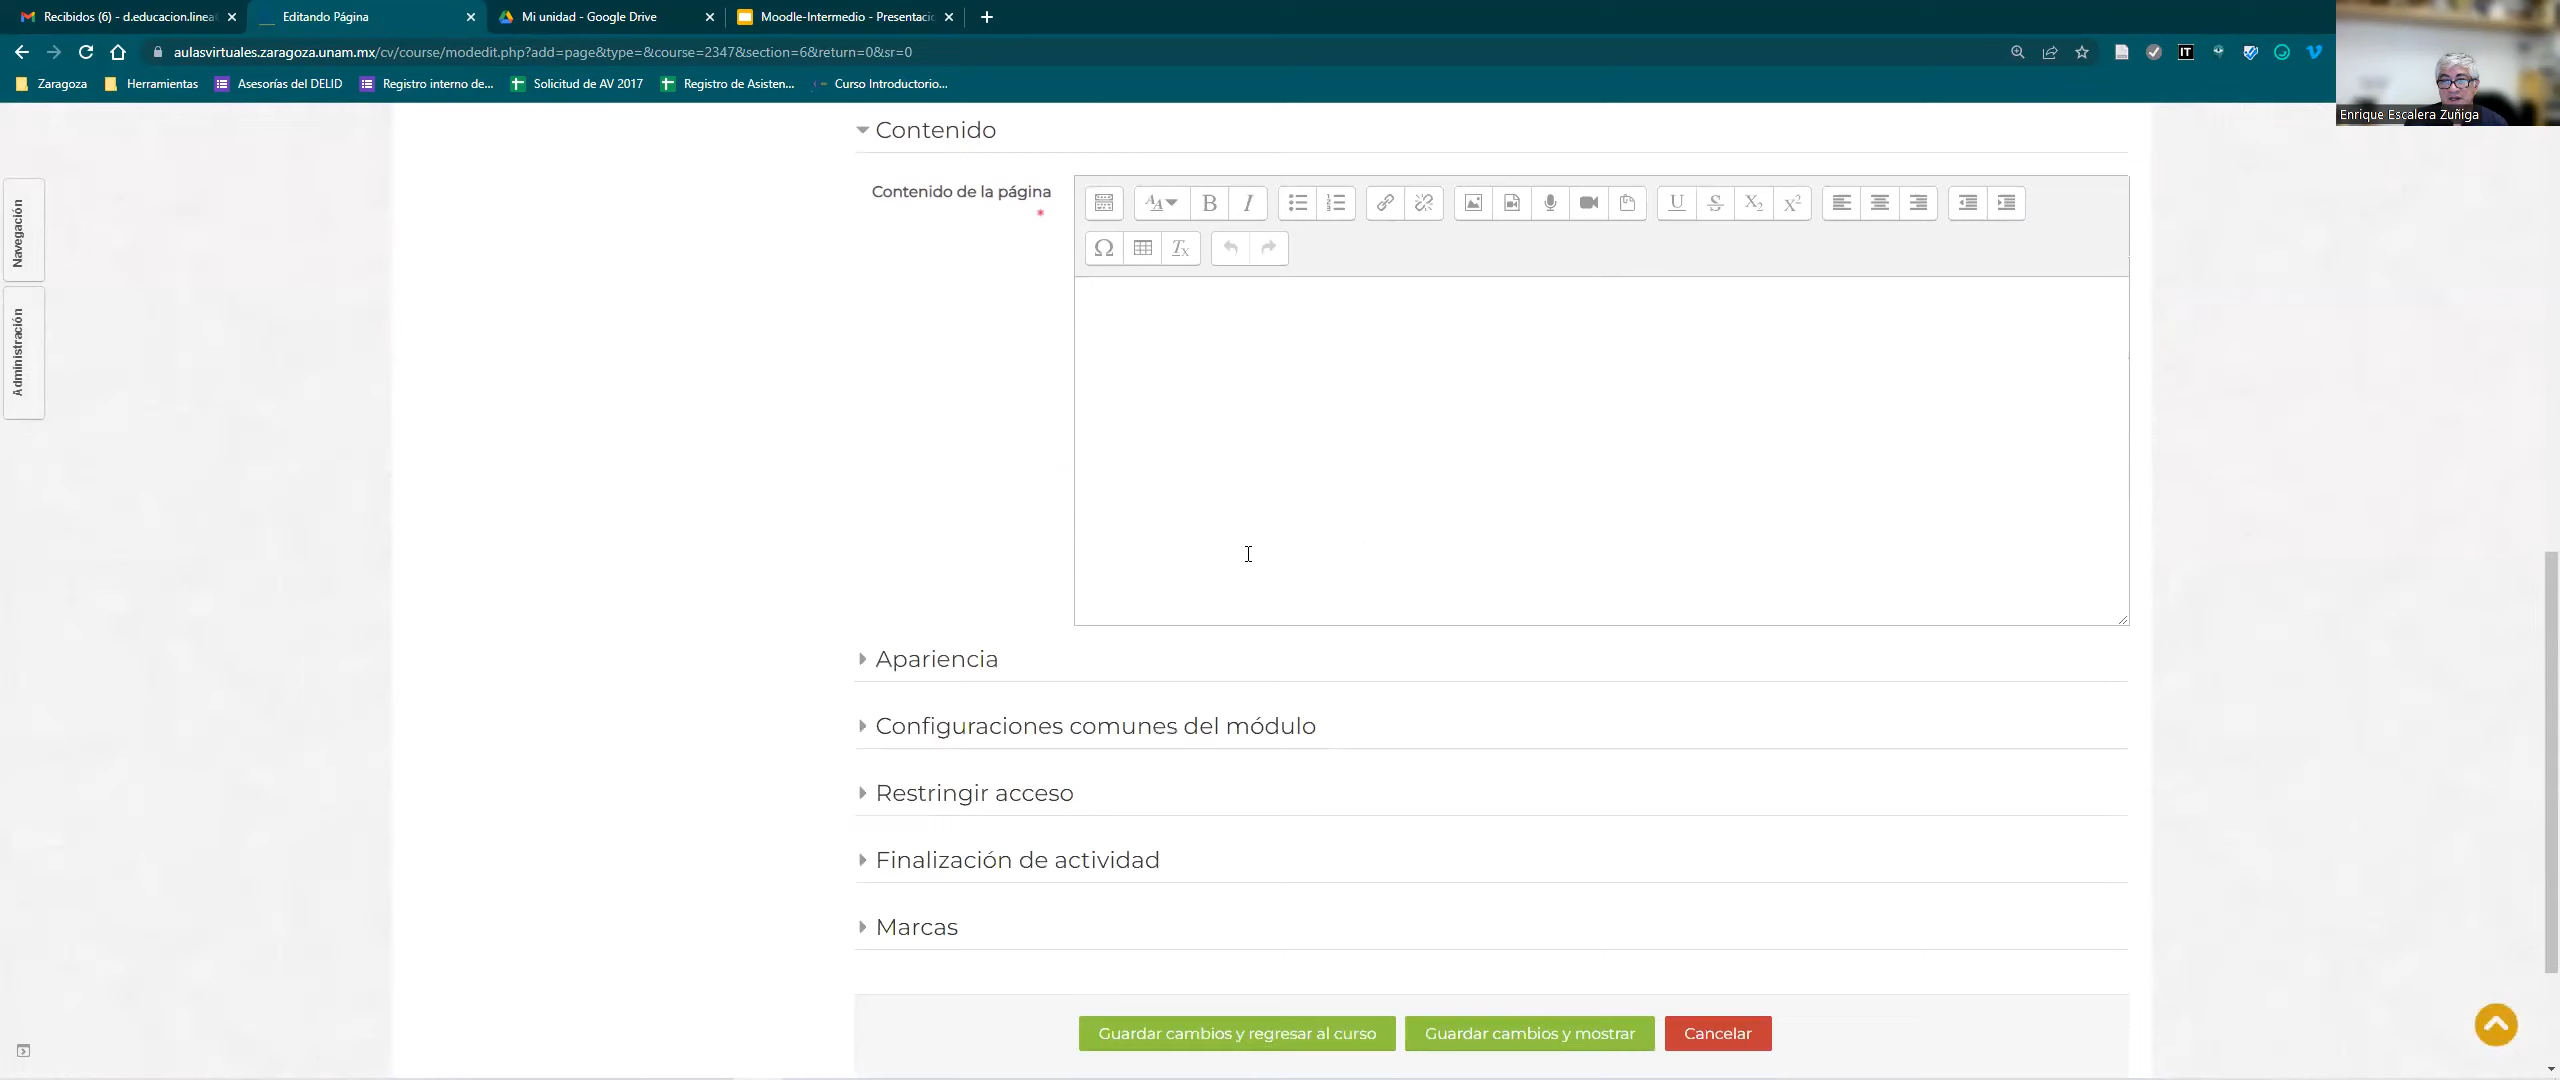 Recibidos (6) - d.educacion.linea
Editando Página
Mi unidad - Google Drive
Moodle-Intermedio - Presentaci
aulasvirtuales.zaragoza.unam.mx/cv/course/modedit.php?add=page&type=&course=2347&section=6&return=0&sr=0
Zaragoza
Herramientas
Asesorías del DELID
Registro interno de...
Solicitud de AV 2017
Registro de Asisten...
Curso Introductorio...
Enrique Escalera Zuñiga
Navegación
Administración
Contenido
Contenido de la página
Apariencia
Configuraciones comunes del módulo
Restringir acceso
Finalización de actividad
Marcas
Guardar cambios y regresar al curso
Guardar cambios y mostrar
Cancelar